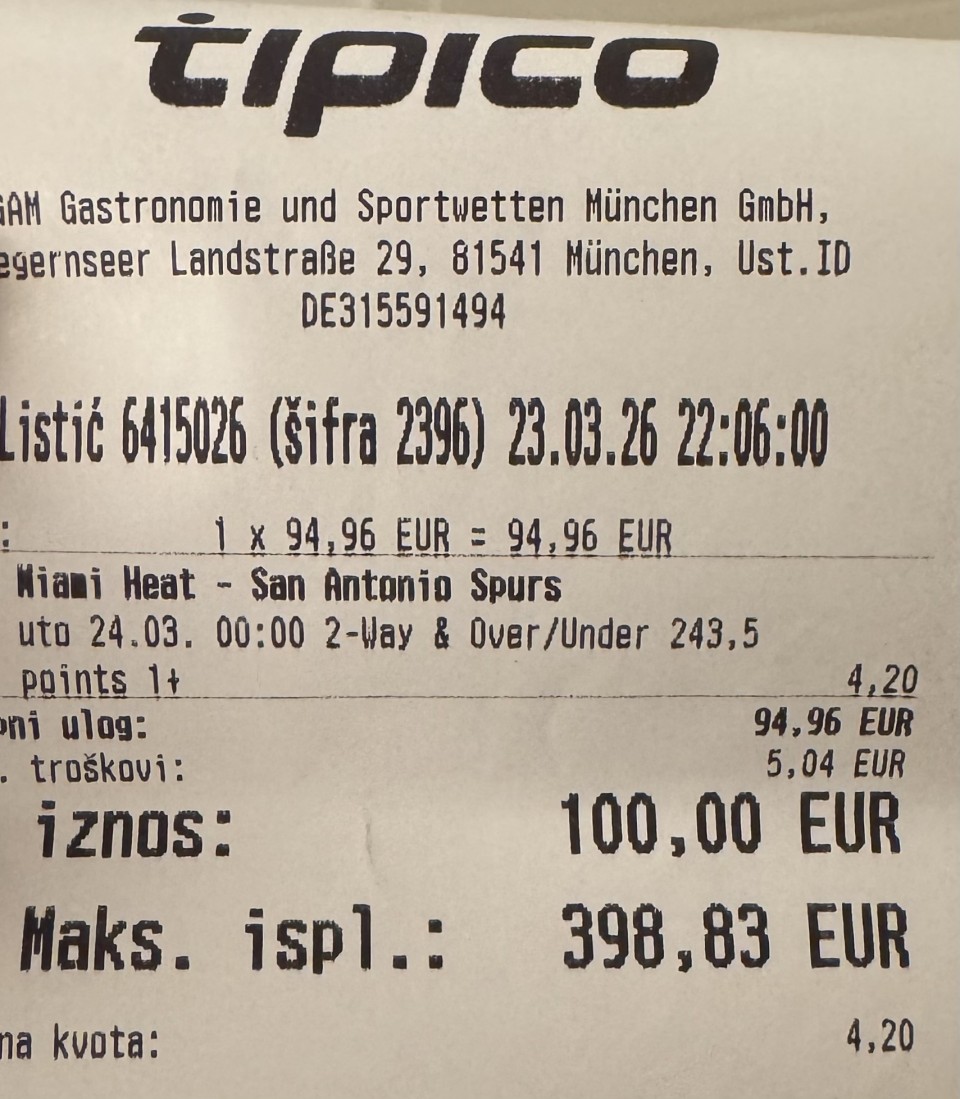 tipico
GAM Gastronomie und Sportwetten München GmbH,
egernseer Landstraße 29, 81541 München, Ust.ID
DE315591494
Listić 6415026 (šifra 2396) 23.03.26 22:06:00
: 1 x 94,96 EUR = 94,96 EUR
Miami Heat - San Antonio Spurs
uto 24.03. 00:00 2-Way & Over/Under 243,5
points 1+ 4,20
pni ulog: 94,96 EUR
. troškovi: 5,04 EUR
iznos: 100,00 EUR
Maks. ispl.: 398,83 EUR
na kvota: 4,20